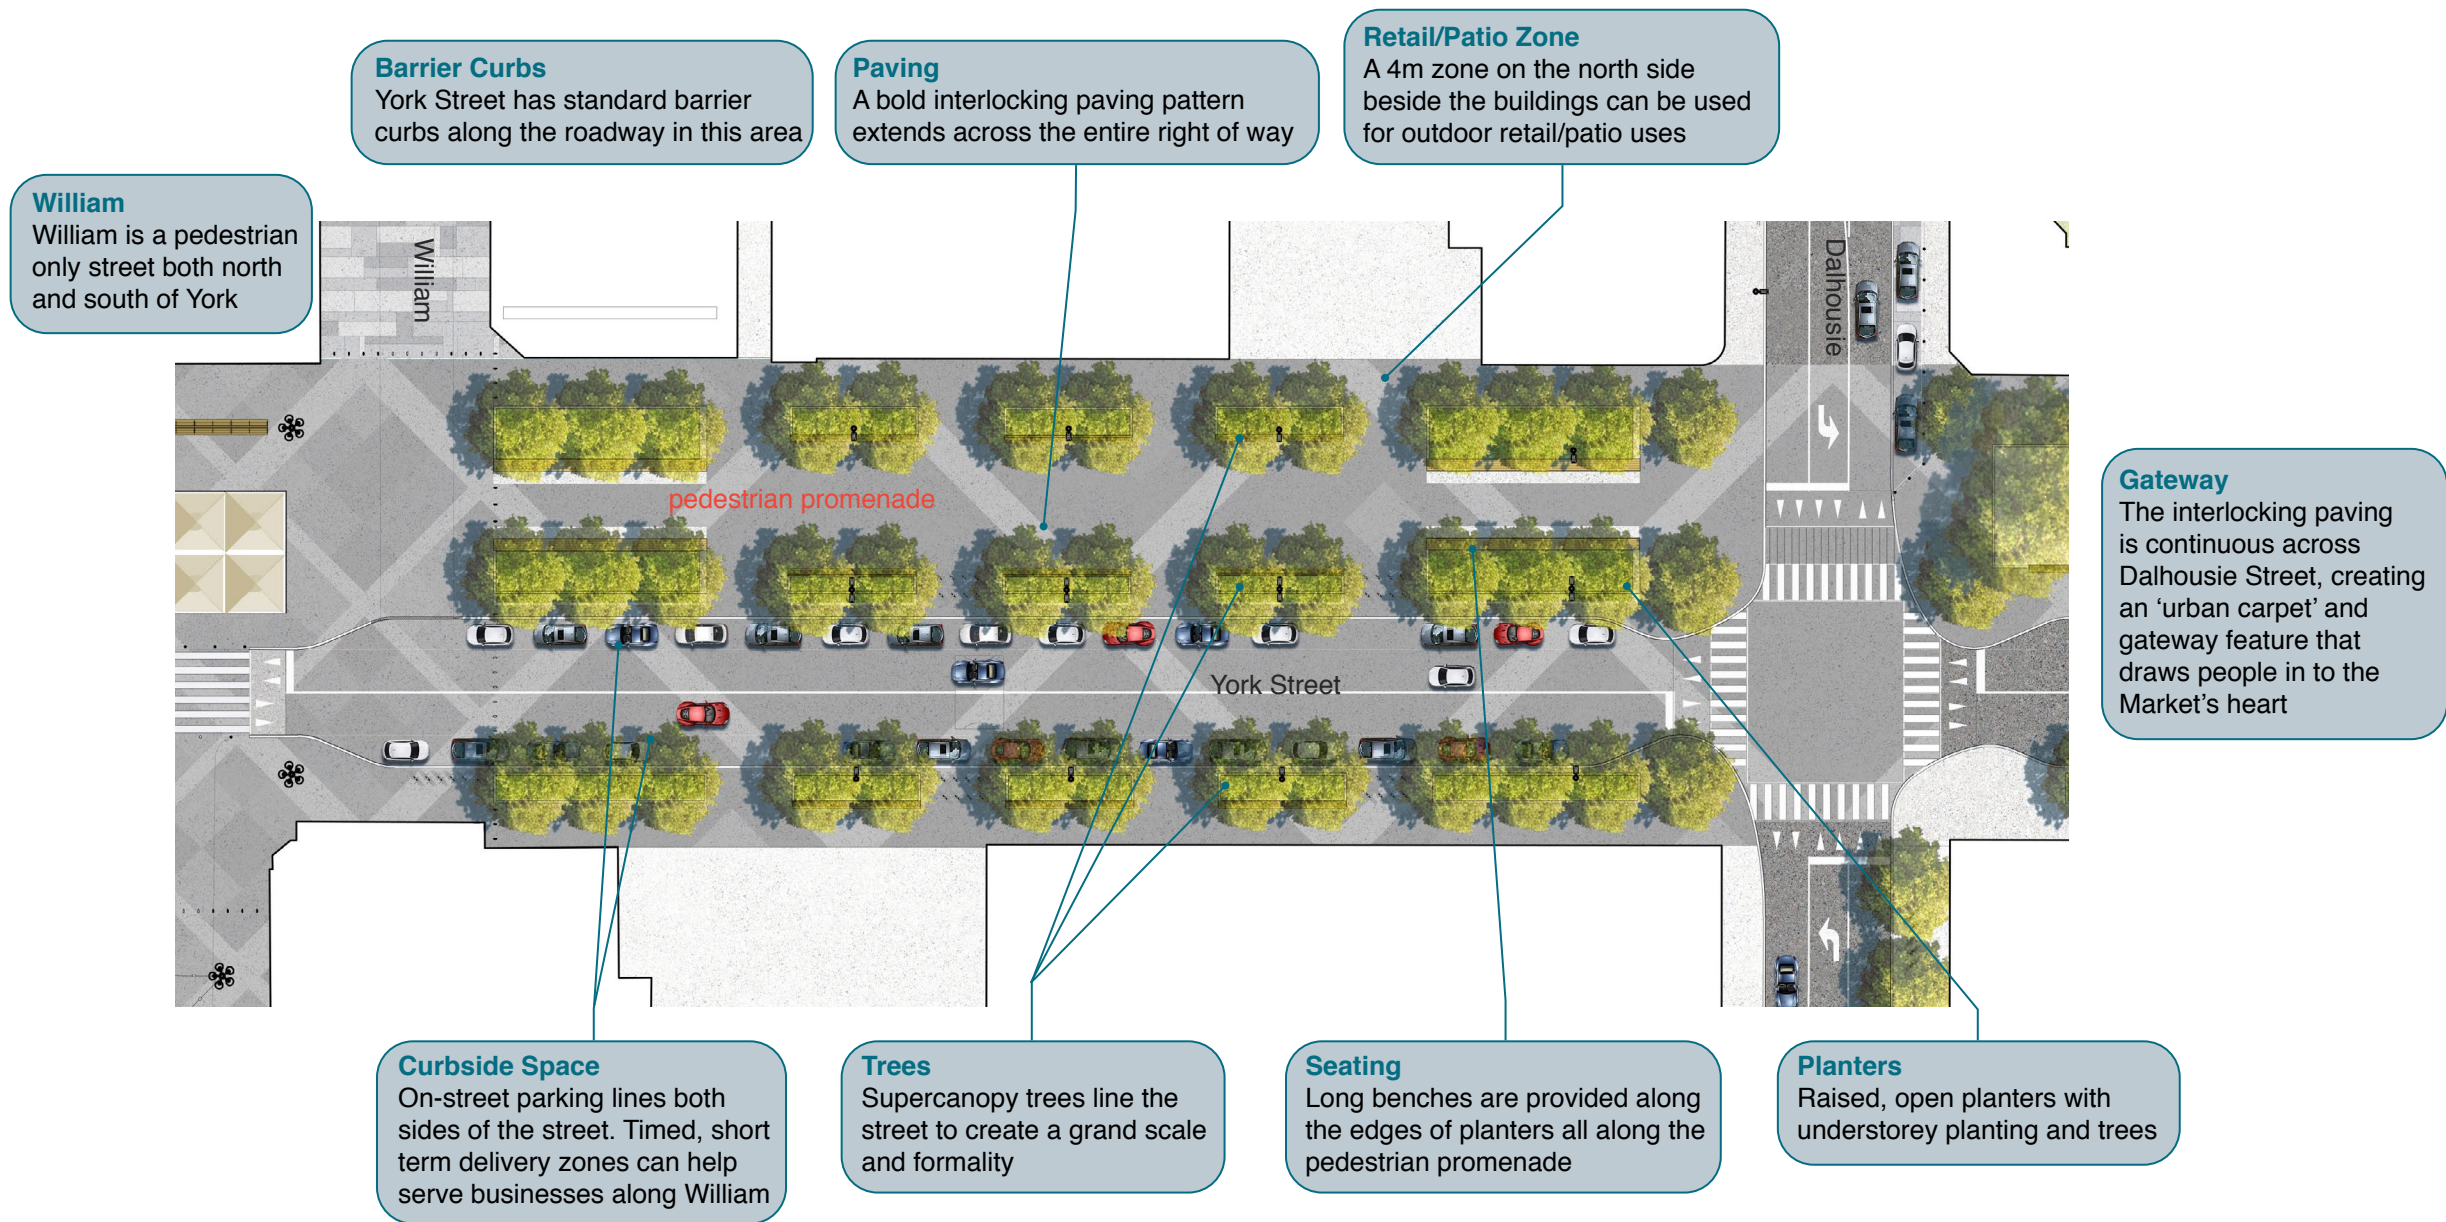 Barrier Curbs
York Street has standard barrier
curbs along the roadway in this area
Paving
A bold interlocking paving pattern
extends across the entire right of way
Retail/Patio Zone
A 4m zone on the north side
beside the buildings can be used
for outdoor retail/patio uses
William
William is a pedestrian
only street both north
and south of York
William
Dalhousie
pedestrian promenade
York Street
Gateway
The interlocking paving
is continuous across
Dalhousie Street, creating
an ‘urban carpet’ and
gateway feature that
draws people in to the
Market’s heart
Curbside Space
On-street parking lines both
sides of the street. Timed, short
term delivery zones can help
serve businesses along William
Trees
Supercanopy trees line the
street to create a grand scale
and formality
Seating
Long benches are provided along
the edges of planters all along the
pedestrian promenade
Planters
Raised, open planters with
understorey planting and trees